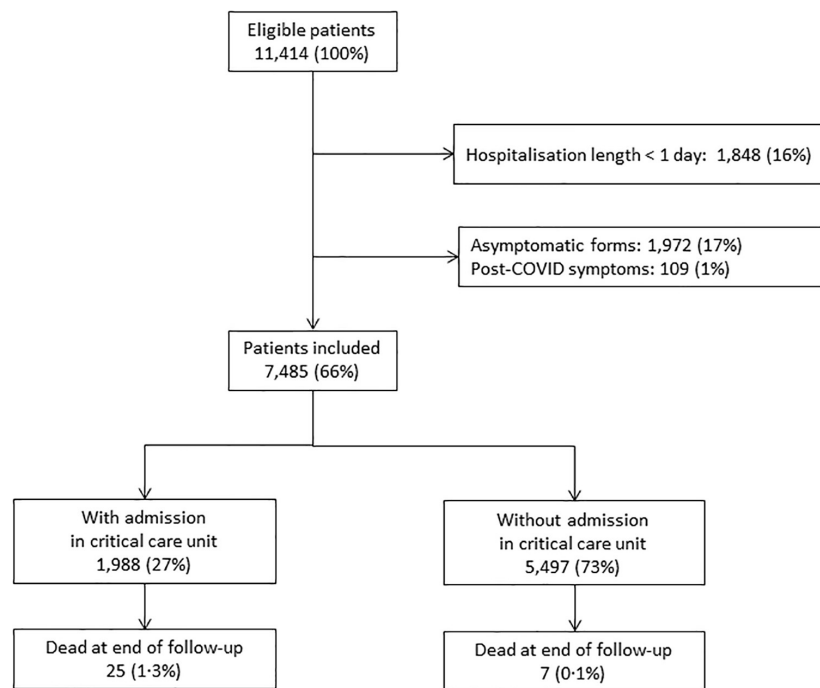 Eligible patients
11,414 (100%)
Hospitalisation length < 1 day:  1,848 (16%)
Asymptomatic forms: 1,972 (17%)
Post-COVID symptoms: 109 (1%)
Patients included
7,485 (66%)
With admission
in critical care unit
1,988 (27%)
Without admission
in critical care unit
5,497 (73%)
Dead at end of follow-up
25 (1·3%)
Dead at end of follow-up
7 (0·1%)